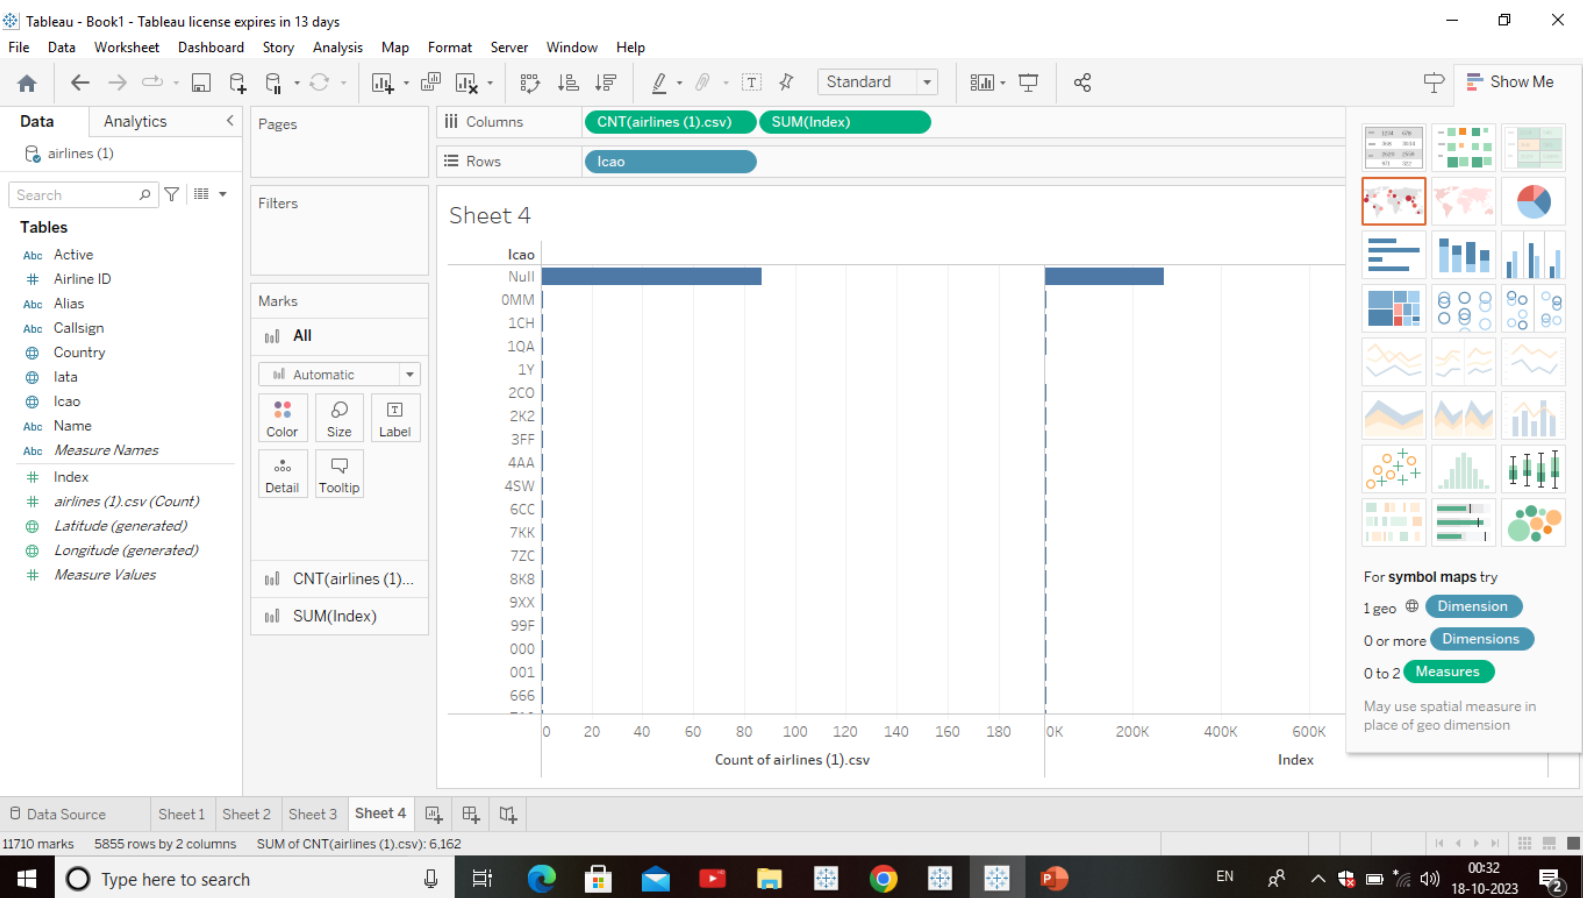 Tableau - Book1 - Tableau license expires in 13 days
File Data Worksheet Dashboard Story Analysis Map Format Server Window Help
Standard
Show Me
Data Analytics
airlines (1)
Search
Tables
Abc Active
# Airline ID
Abc Alias
Abc Callsign
Country
Iata
Icao
Abc Name
Abc Measure Names
# Index
# airlines (1).csv (Count)
Latitude (generated)
Longitude (generated)
# Measure Values
Pages
Filters
Marks
All
Automatic
Color Size Label
Detail Tooltip
CNT(airlines (1)...
SUM(Index)
Columns CNT(airlines (1).csv) SUM(Index)
Rows Icao
Sheet 4
Icao
Null
0MM
1CH
1QA
1Y
2CO
2K2
3FF
4AA
4SW
6CC
7KK
7ZC
8K8
9XX
99F
000
001
666
0 20 40 60 80 100 120 140 160 180 0K 200K 400K 600K
Count of airlines (1).csv Index
For symbol maps try
1 geo Dimension
0 or more Dimensions
0 to 2 Measures
May use spatial measure in
place of geo dimension
Data Source Sheet 1 Sheet 2 Sheet 3 Sheet 4
11710 marks 5855 rows by 2 columns SUM of CNT(airlines (1).csv): 6,162
Type here to search
EN
00:32
18-10-2023
2